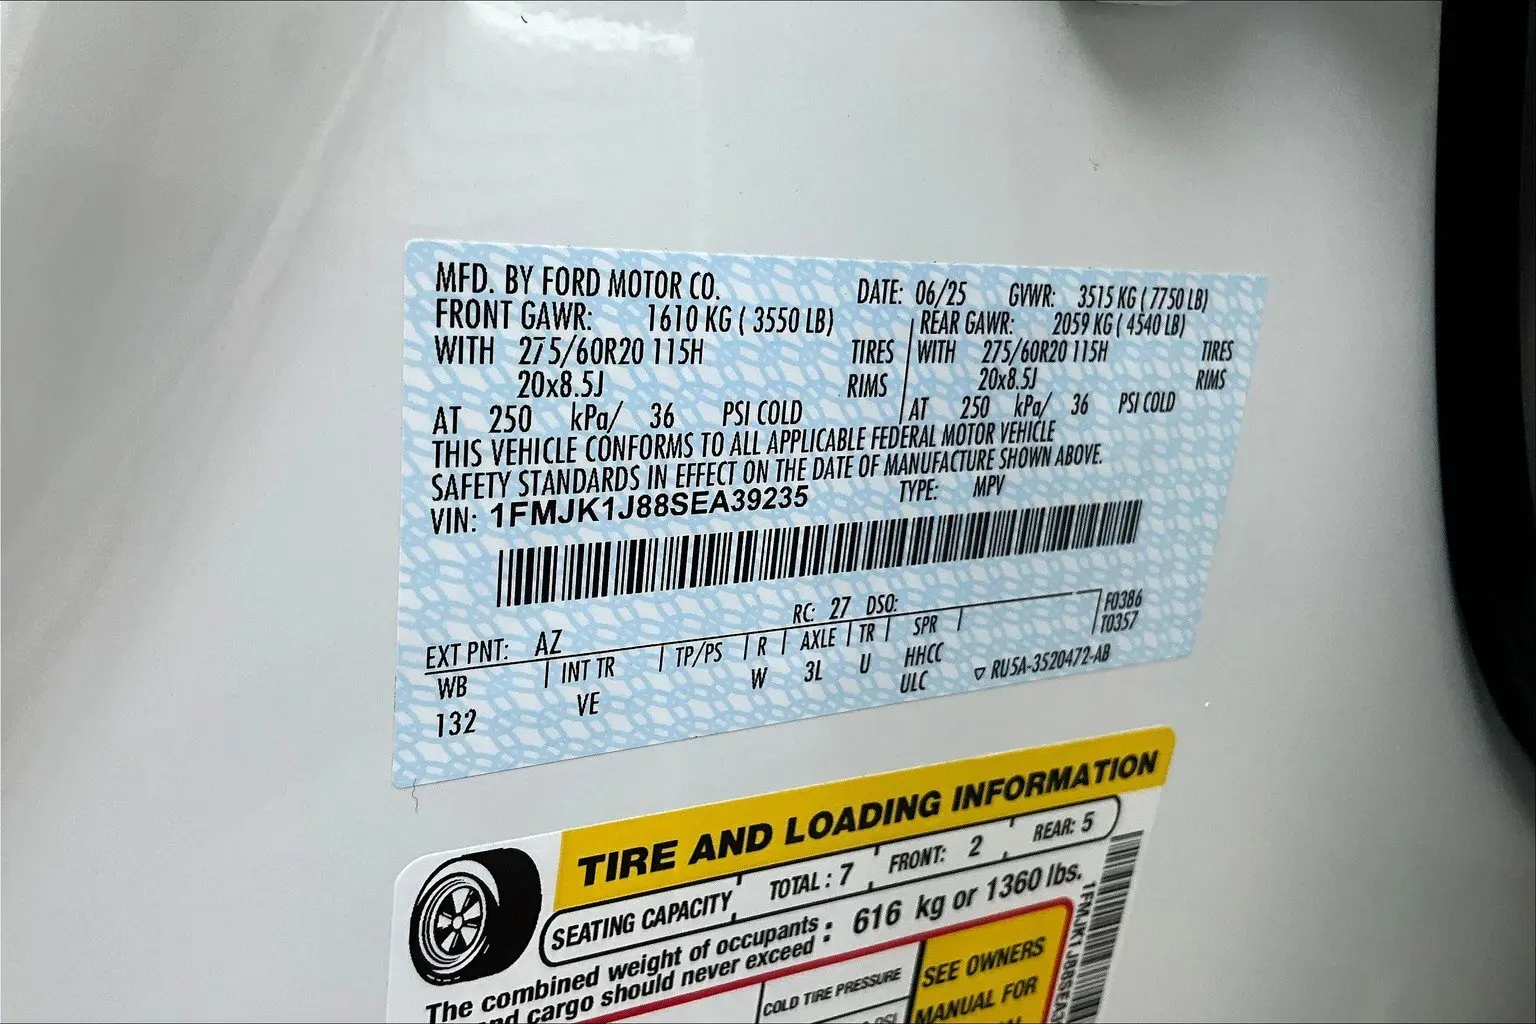 MFD. BY FORD MOTOR CO. DATE: 06/25 GVWR: 3515 KG ( 7750 LB)
FRONT GAWR: 1610 KG ( 3550 LB) REAR GAWR: 2059 KG ( 4540 LB)
WITH 275/60R20 115H TIRES WITH 275/60R20 115H TIRES
20x8.5J RIMS 20x8.5J RIMS
AT 250 kPa/ 36 PSI COLD AT 250 kPa/ 36 PSI COLD
THIS VEHICLE CONFORMS TO ALL APPLICABLE FEDERAL MOTOR VEHICLE
SAFETY STANDARDS IN EFFECT ON THE DATE OF MANUFACTURE SHOWN ABOVE.
VIN: 1FMJK1J88SEA39235 TYPE: MPV
EXT PNT: AZ RC: 27 DSO: F0386
WB INT TR TP/PS R AXLE TR SPR T0357
132 VE W 3L U HHCC
ULC RU5A-3520472-AB
TIRE AND LOADING INFORMATION
SEATING CAPACITY TOTAL : 7 FRONT: 2 REAR: 5
The combined weight of occupants
and cargo should never exceed : 616 kg or 1360 lbs.
COLD TIRE PRESSURE
SEE OWNERS
MANUAL FOR
1FMJK1J88SEA3